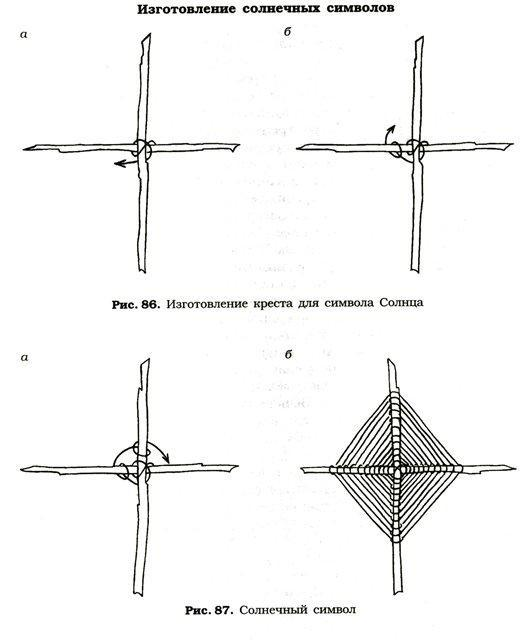 Изготовление солнечных символов
а
б
Рис. 86. Изготовление креста для символа Солнца
а
б
Рис. 87. Солнечный символ